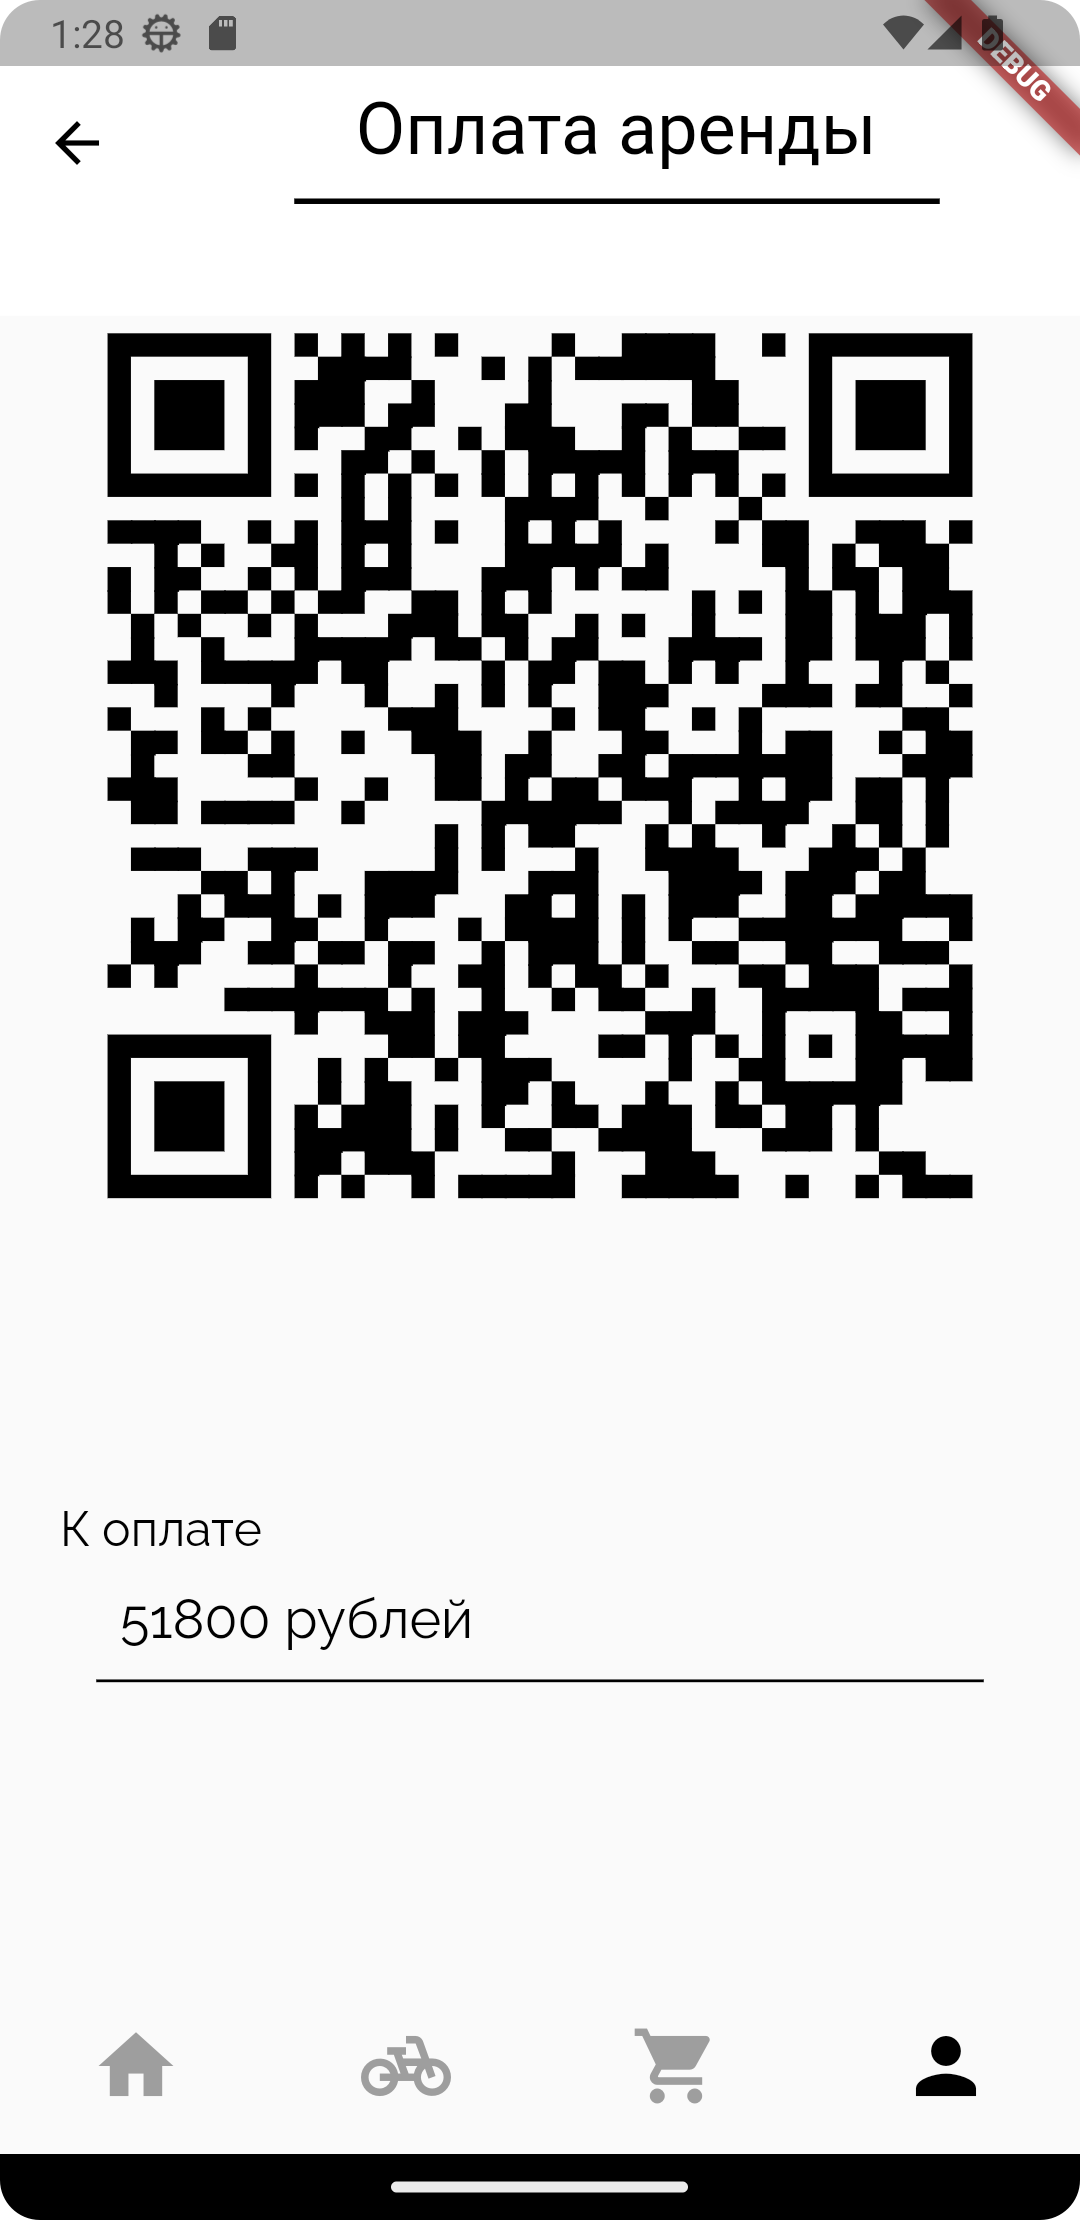 1:28
DEBUG
Оплата аренды
К оплате
51800 рублей